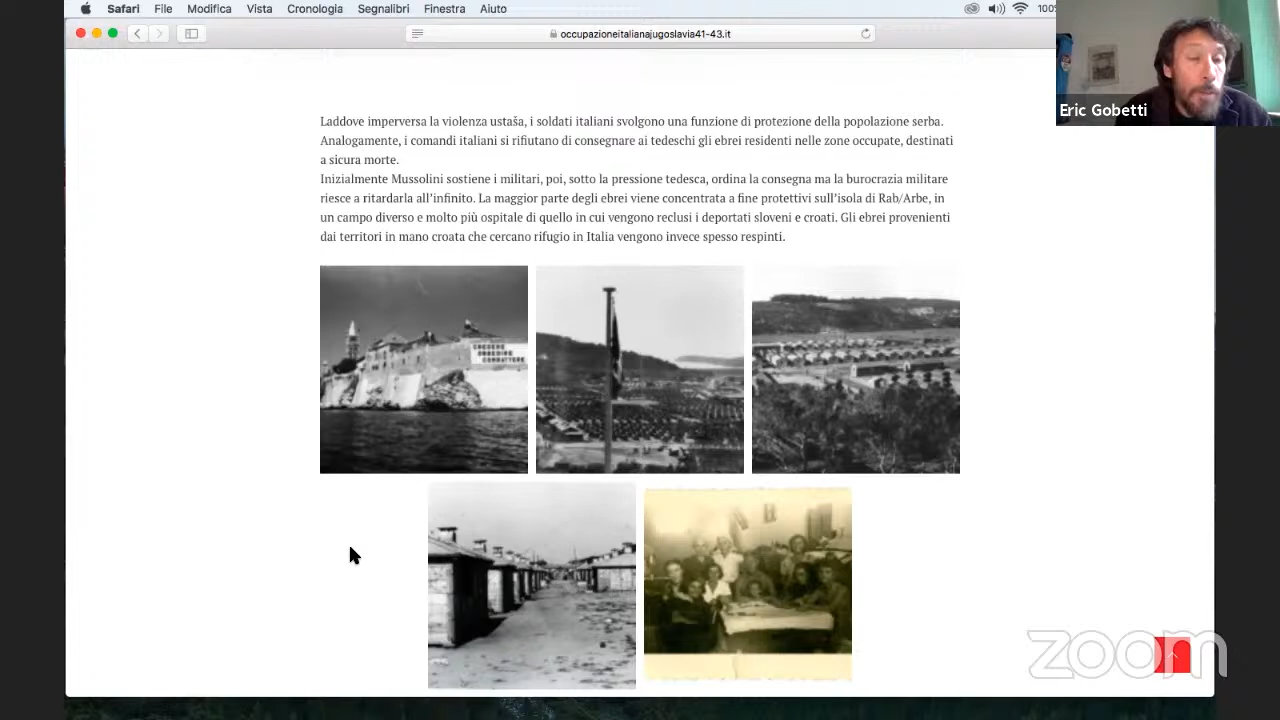 Safari File Modifica Vista Cronologia Segnalibri Finestra Aiuto
100%
occupazioneitalianajugoslavia41-43.it
Eric Gobetti
Laddove imperversa la violenza ustaša, i soldati italiani svolgono una funzione di protezione della popolazione serba.
Analogamente, i comandi italiani si rifiutano di consegnare ai tedeschi gli ebrei residenti nelle zone occupate, destinati
a sicura morte.
Inizialmente Mussolini sostiene i militari, poi, sotto la pressione tedesca, ordina la consegna ma la burocrazia militare
riesce a ritardarla all'infinito. La maggior parte degli ebrei viene concentrata a fine protettivi sull'isola di Rab/Arbe, in
un campo diverso e molto più ospitale di quello in cui vengono reclusi i deportati sloveni e croati. Gli ebrei provenienti
dai territori in mano croata che cercano rifugio in Italia vengono invece spesso respinti.
CREDERE
OBBEDIRE
COMBATTERE
zoom